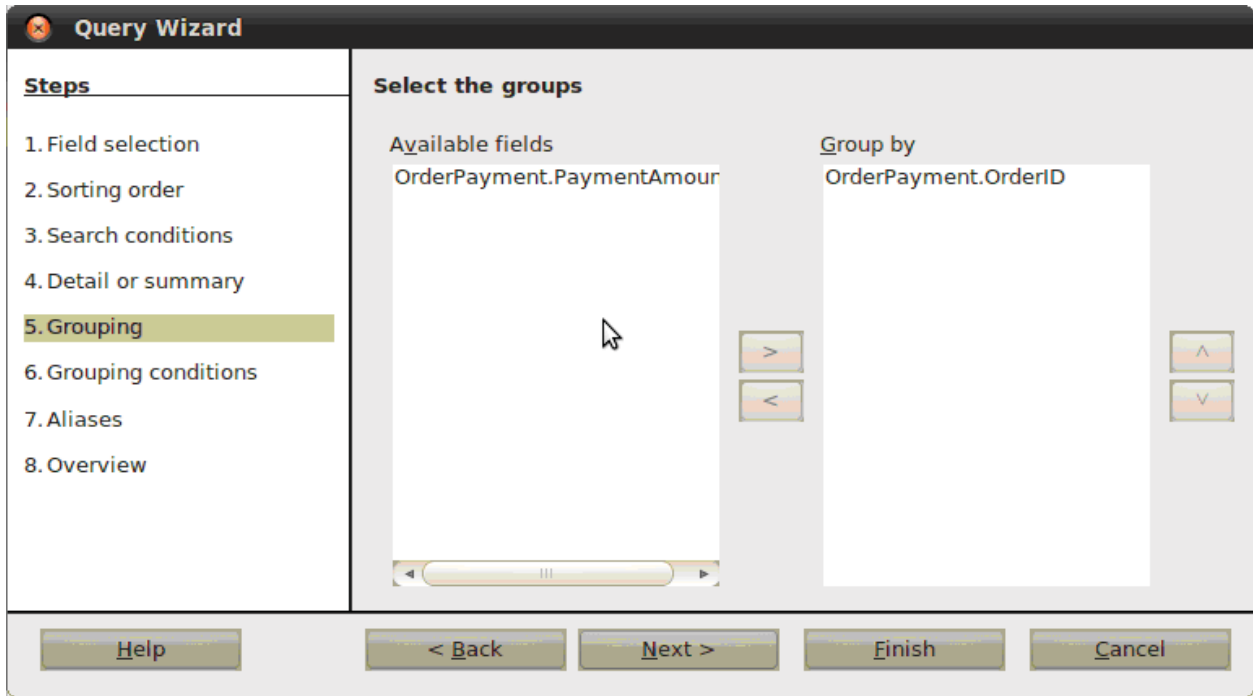 Query Wizard
Steps
1. Field selection
2. Sorting order
3. Search conditions
4. Detail or summary
5. Grouping
6. Grouping conditions
7. Aliases
8. Overview
Select the groups
Available fields
OrderPayment.PaymentAmoun
Group by
OrderPayment.OrderID
>
<
^
v
Help
< Back
Next >
Finish
Cancel